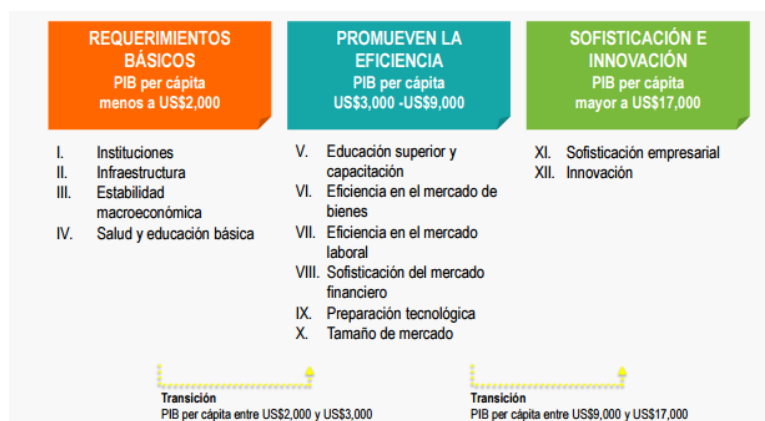 REQUERIMIENTOS
BÁSICOS
PIB per cápita
menos a US$2,000
I. Instituciones
II. Infraestructura
III. Estabilidad
macroeconómica
IV. Salud y educación básica
PROMUEVEN LA
EFICIENCIA
PIB per cápita
US$3,000 -US$9,000
V. Educación superior y
capacitación
VI. Eficiencia en el mercado de
bienes
VII. Eficiencia en el mercado
laboral
VIII. Sofisticación del mercado
financiero
IX. Preparación tecnológica
X. Tamaño de mercado
SOFISTICACIÓN E
INNOVACIÓN
PIB per cápita
mayor a US$17,000
XI. Sofisticación empresarial
XII. Innovación
Transición
PIB per cápita entre US$2,000 y US$3,000
Transición
PIB per cápita entre US$9,000 y US$17,000